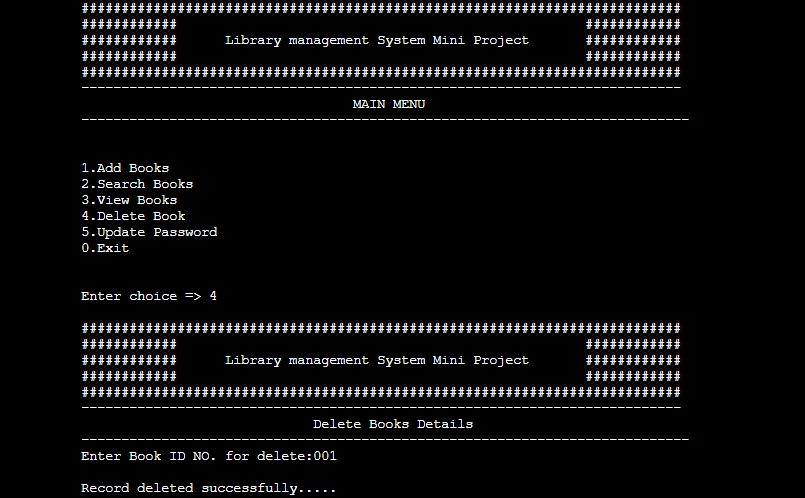 ###########################################################################
############                                                   ############
############      Library management System Mini Project       ############
############                                                   ############
###########################################################################
---------------------------------------------------------------------------
MAIN MENU
----------------------------------------------------------------------------
1.Add Books
2.Search Books
3.View Books
4.Delete Book
5.Update Password
0.Exit
Enter choice => 4
###########################################################################
############                                                   ############
############      Library management System Mini Project       ############
############                                                   ############
###########################################################################
---------------------------------------------------------------------------
Delete Books Details
----------------------------------------------------------------------------
Enter Book ID NO. for delete:001
Record deleted successfully.....